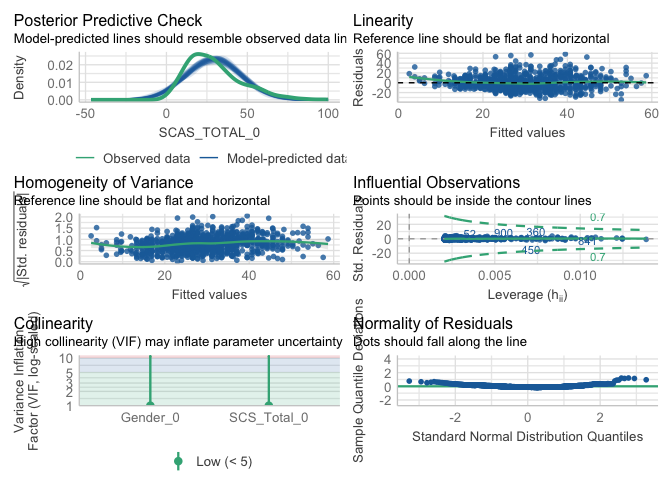 Posterior Predictive Check
Model-predicted lines should resemble observed data lin
Density
0.02
0.01
0.00
-50
0
50
100
SCAS_TOTAL_0
Observed data
Model-predicted dat
Linearity
Reference line should be flat and horizontal
Residuals
60
40
20
0
-20
0
20
40
60
Fitted values
Homogeneity of Variance
Reference line should be flat and horizontal
√|Std. residuals|
2.0
1.5
1.0
0.5
0.0
0
20
40
60
Fitted values
Influential Observations
Points should be inside the contour lines
Std. Residuals
20
0
-20
0.7
52
900
360
841
450
0.7
0.000
0.005
0.010
Leverage (hii)
Collinearity
High collinearity (VIF) may inflate parameter uncertainty
Variance Inflation
Factor (VIF, log-scaled)
10
5
3
2
1
Gender_0
SCS_Total_0
Low (< 5)
Normality of Residuals
Dots should fall along the line
Sample Quantile Deviations
4
2
0
-2
-2
0
2
Standard Normal Distribution Quantiles